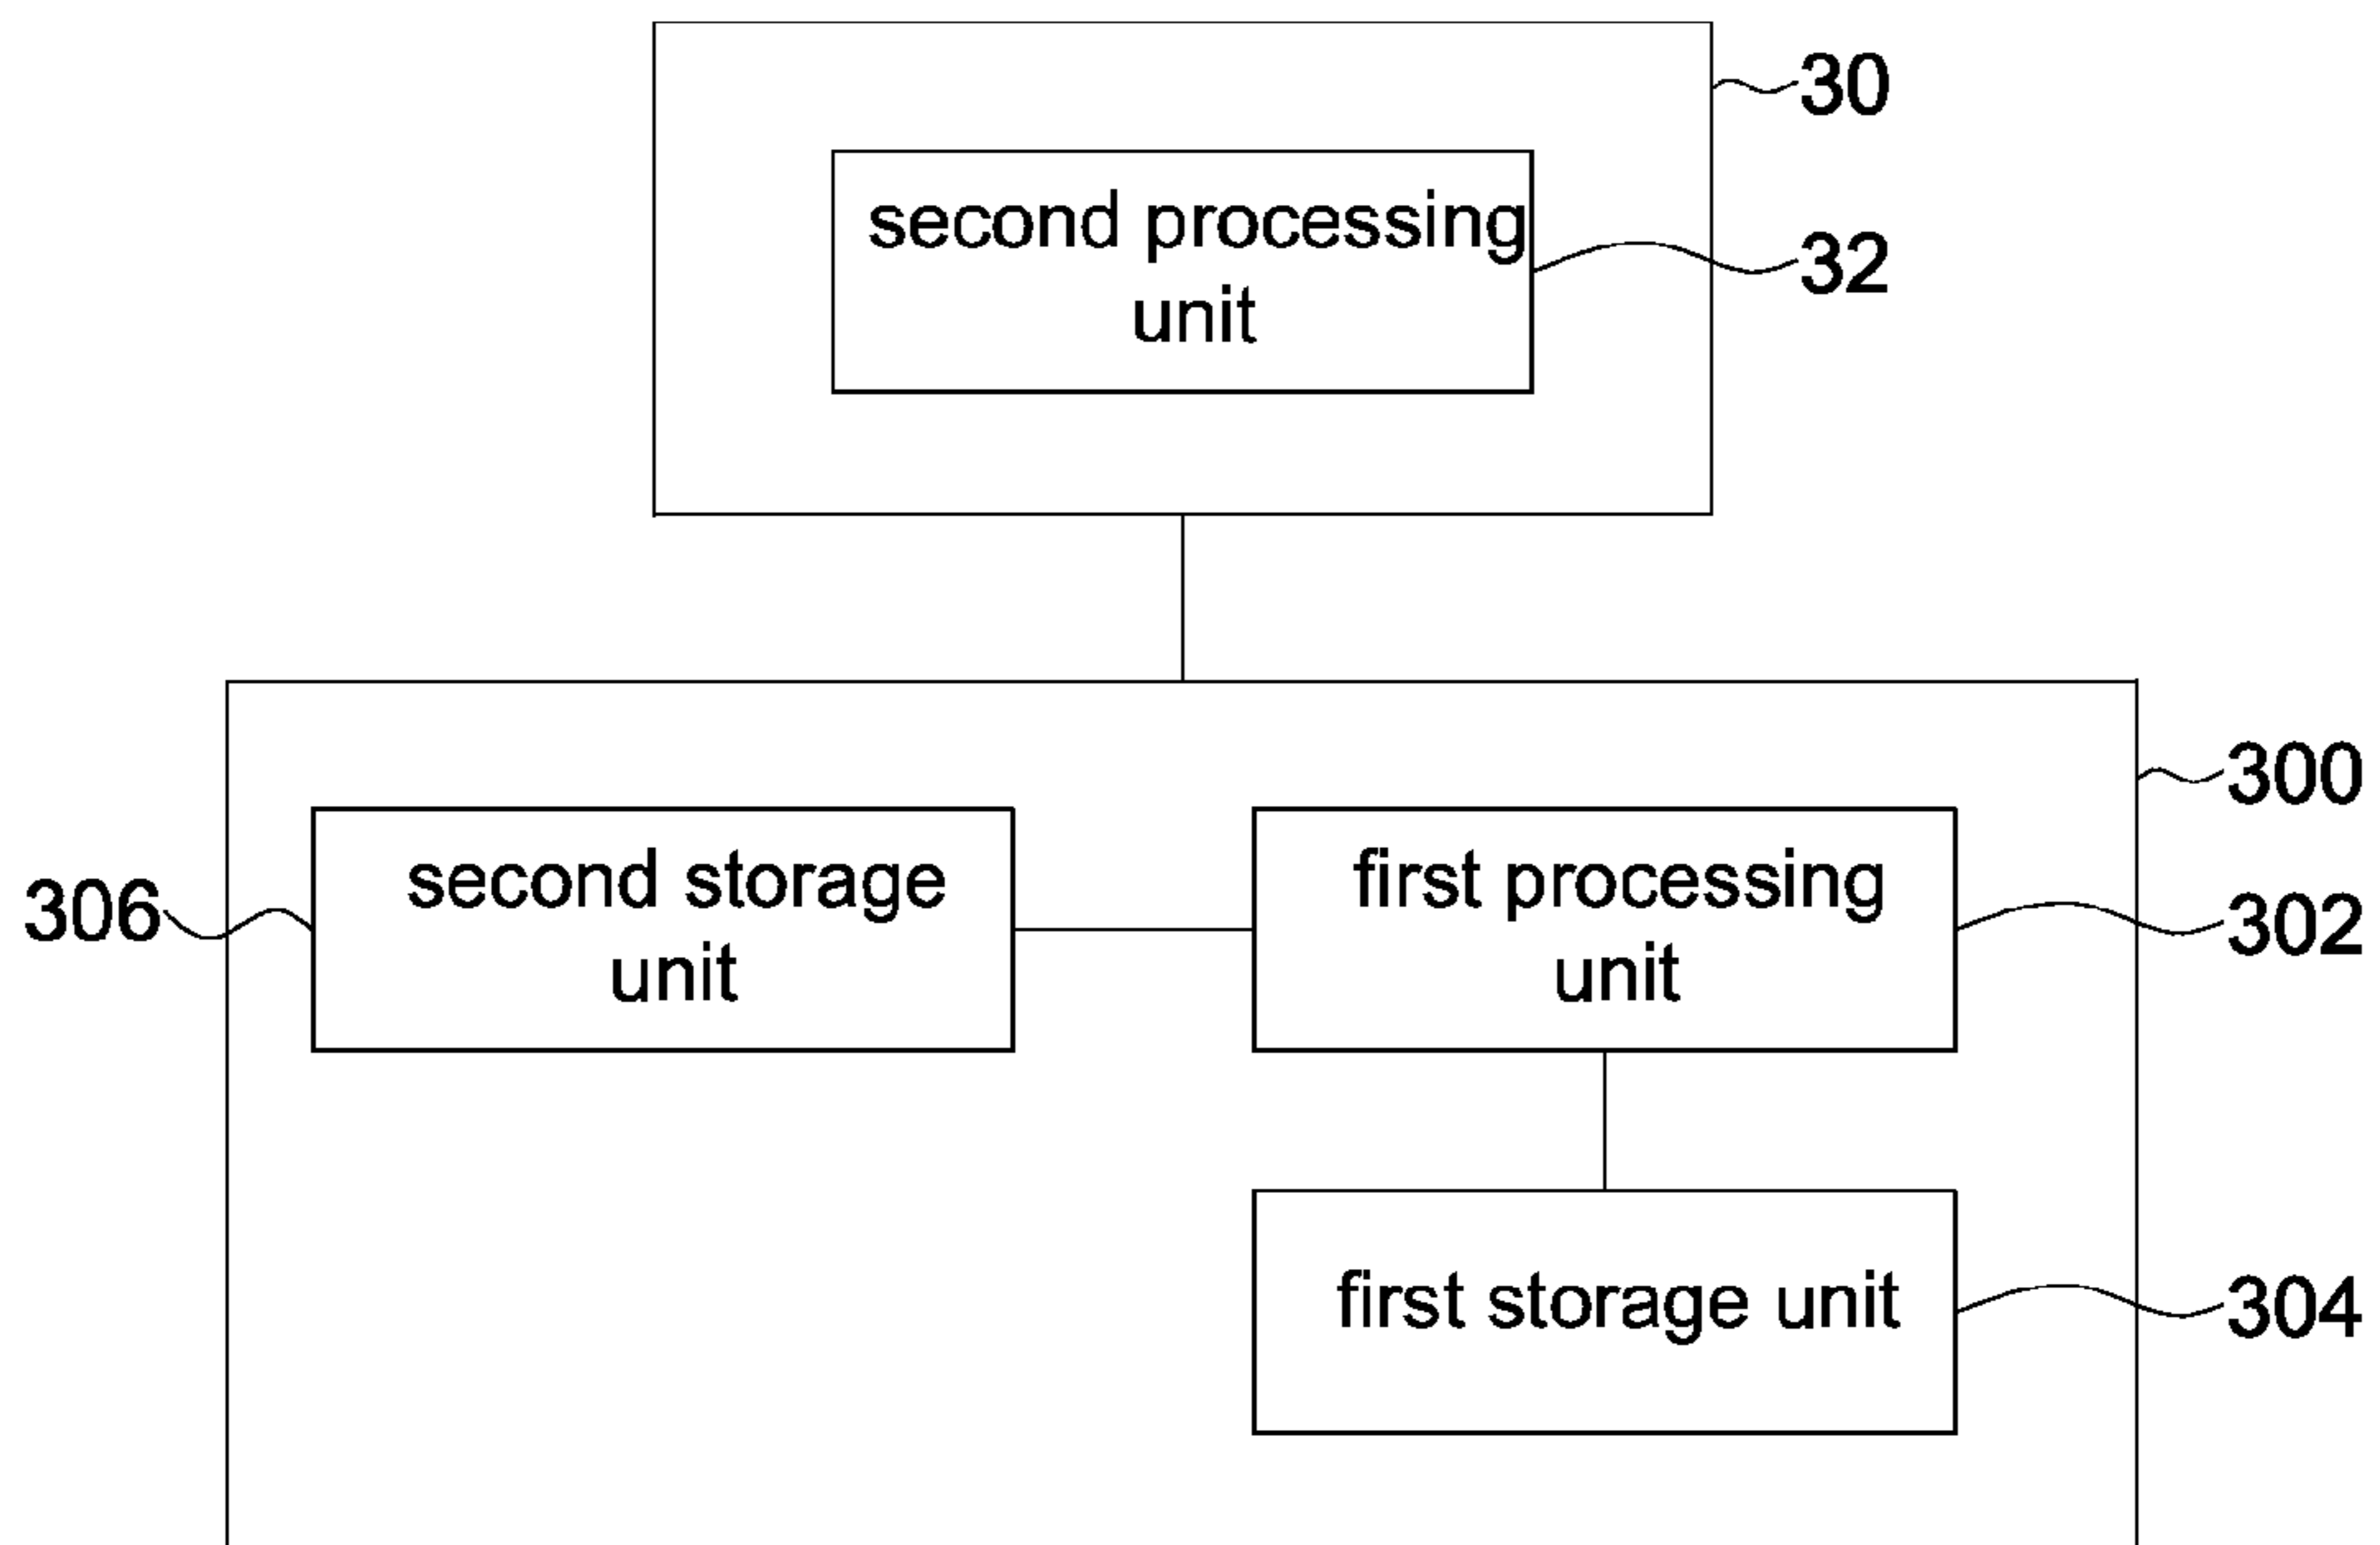 30
second processing
unit
32
300
second storage
unit
306
first processing
unit
302
first storage unit
304